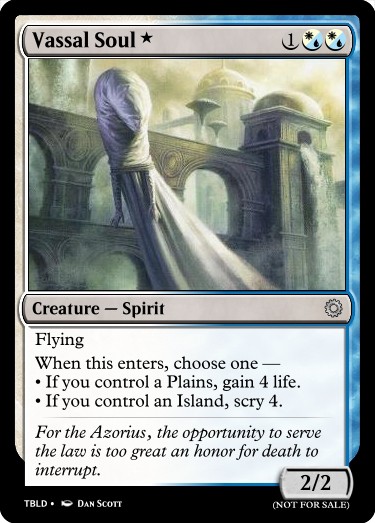 Vassal Soul ★ 1
Creature — Spirit
Flying
When this enters, choose one —
• If you control a Plains, gain 4 life.
• If you control an Island, scry 4.
For the Azorius, the opportunity to serve
the law is too great an honor for death to
interrupt.
2/2
TBLD • DAN SCOTT
(NOT FOR SALE)